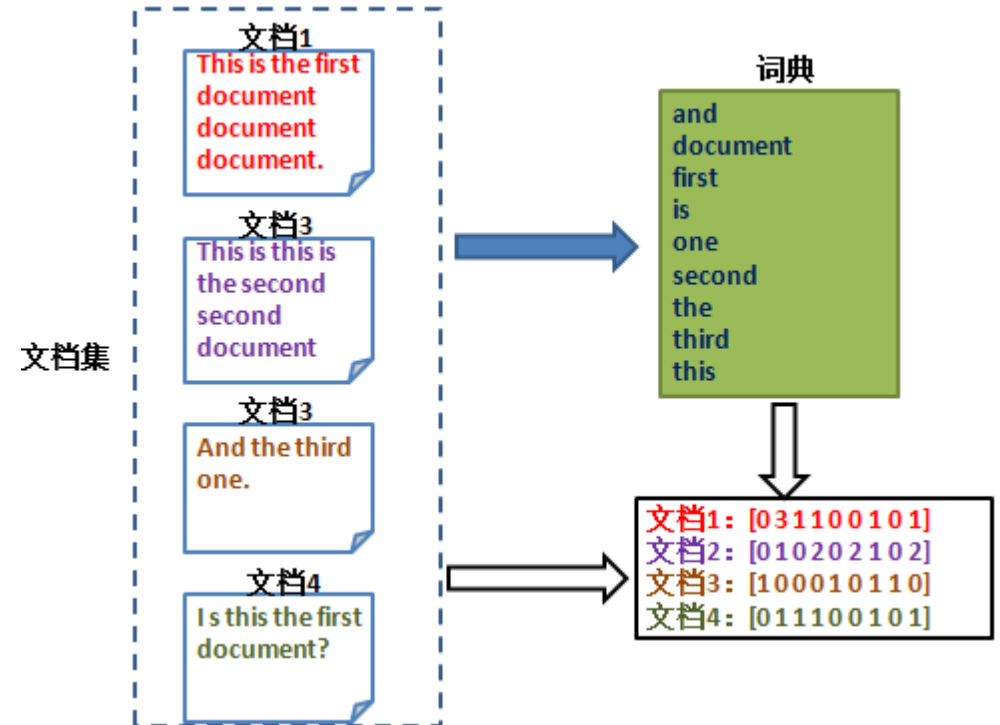 文档1
This is the first
document
document
document.
文档3
This is this is
the second
second
document
文档集
文档3
And the third
one.
文档4
I s this the first
document?
词典
and
document
first
is
one
second
the
third
this
文档1：[0 3 1 1 0 0 1 0 1]
文档2：[0 1 0 2 0 2 1 0 2]
文档3：[1 0 0 0 1 0 1 1 0]
文档4：[0 1 1 1 0 0 1 0 1]